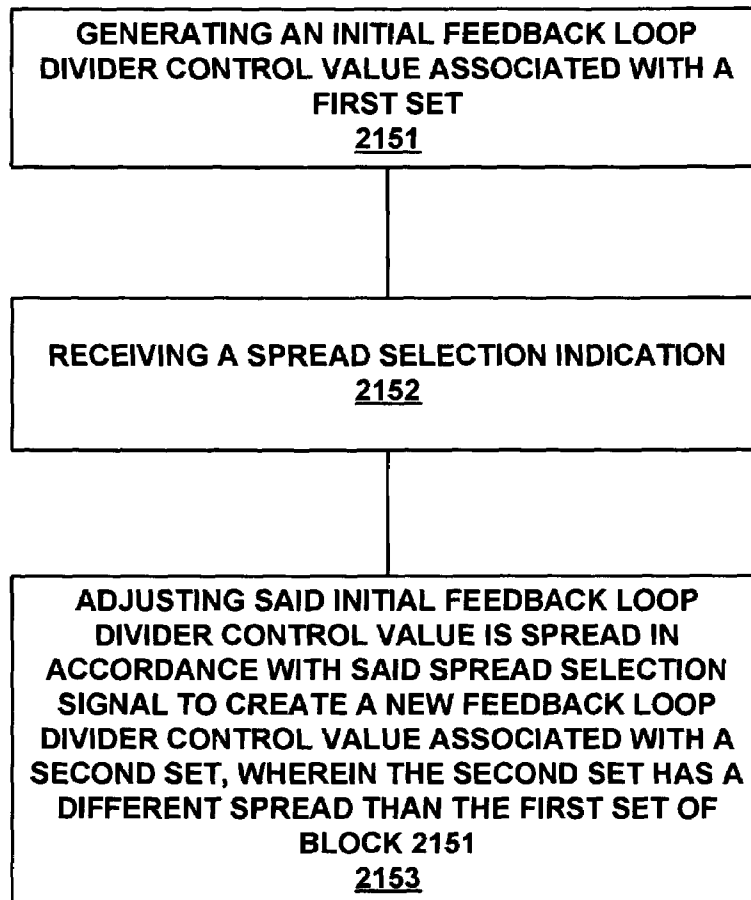 GENERATING AN INITIAL FEEDBACK LOOP
DIVIDER CONTROL VALUE ASSOCIATED WITH A
FIRST SET
2151
RECEIVING A SPREAD SELECTION INDICATION
2152
ADJUSTING SAID INITIAL FEEDBACK LOOP
DIVIDER CONTROL VALUE IS SPREAD IN
ACCORDANCE WITH SAID SPREAD SELECTION
SIGNAL TO CREATE A NEW FEEDBACK LOOP
DIVIDER CONTROL VALUE ASSOCIATED WITH A
SECOND SET, WHEREIN THE SECOND SET HAS A
DIFFERENT SPREAD THAN THE FIRST SET OF
BLOCK 2151
2153